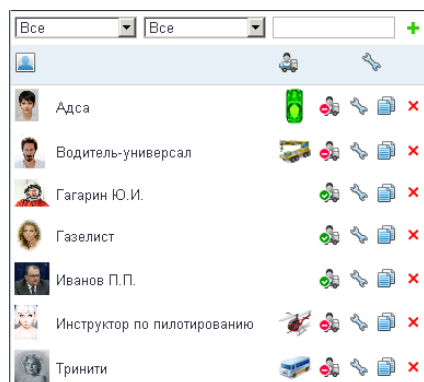 Все Все
Адса
Водитель-универсал
Гагарин Ю.И.
Газелист
Иванов П.П.
Инструктор по пилотированию
Тринити